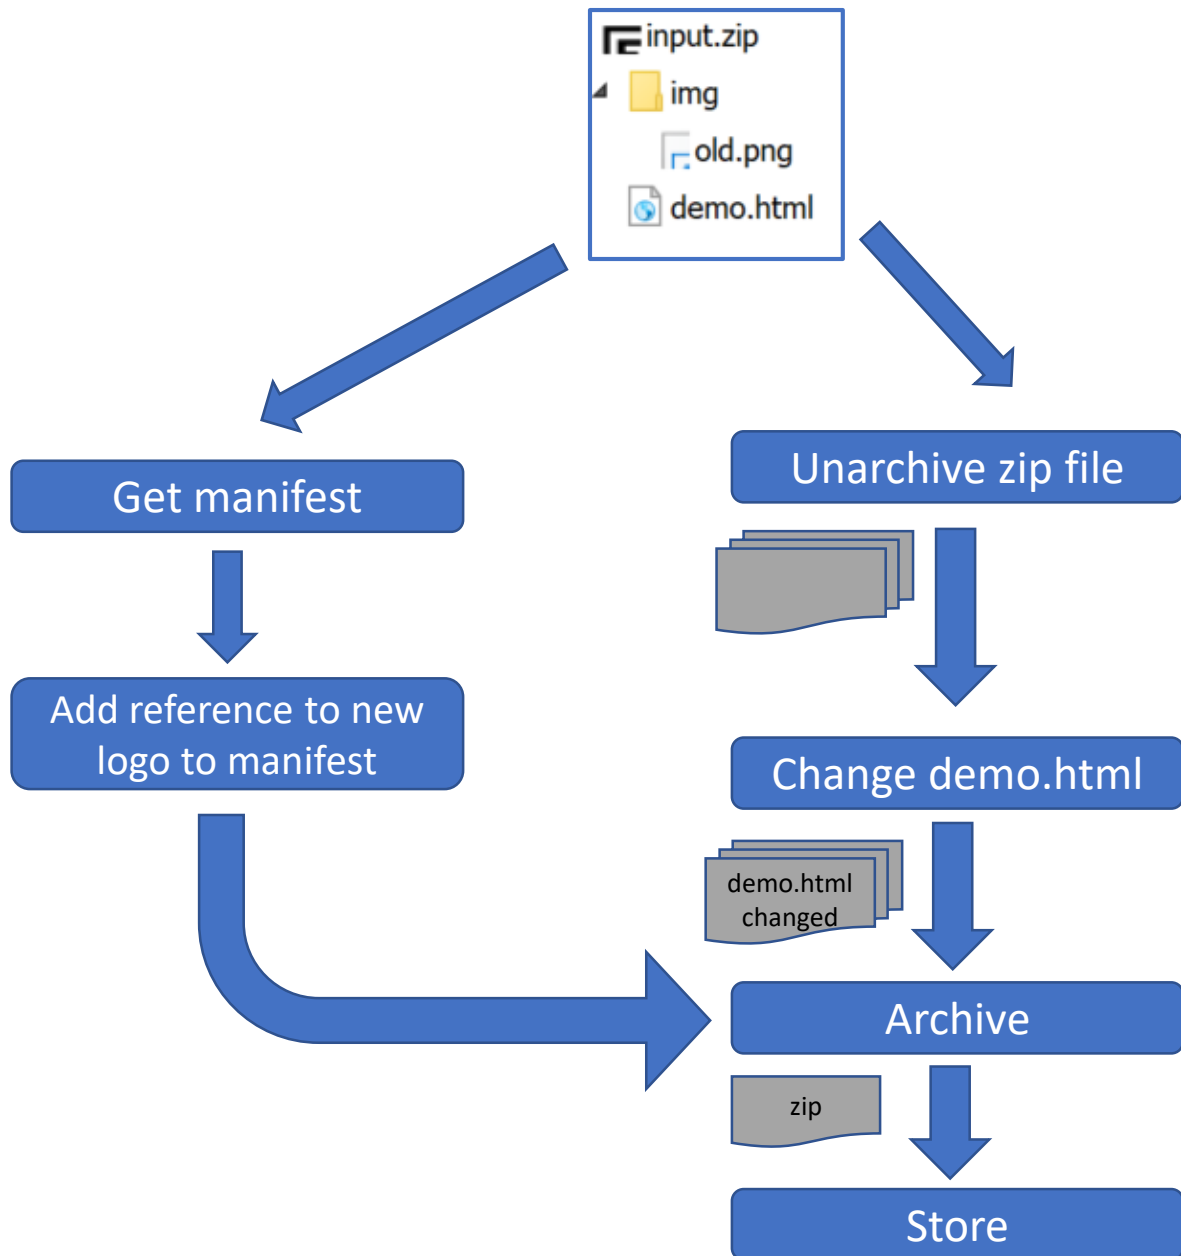 input.zip
img
old.png
demo.html
Get manifest
Unarchive zip file
Add reference to new
logo to manifest
Change demo.html
demo.html
changed
Archive
zip
Store